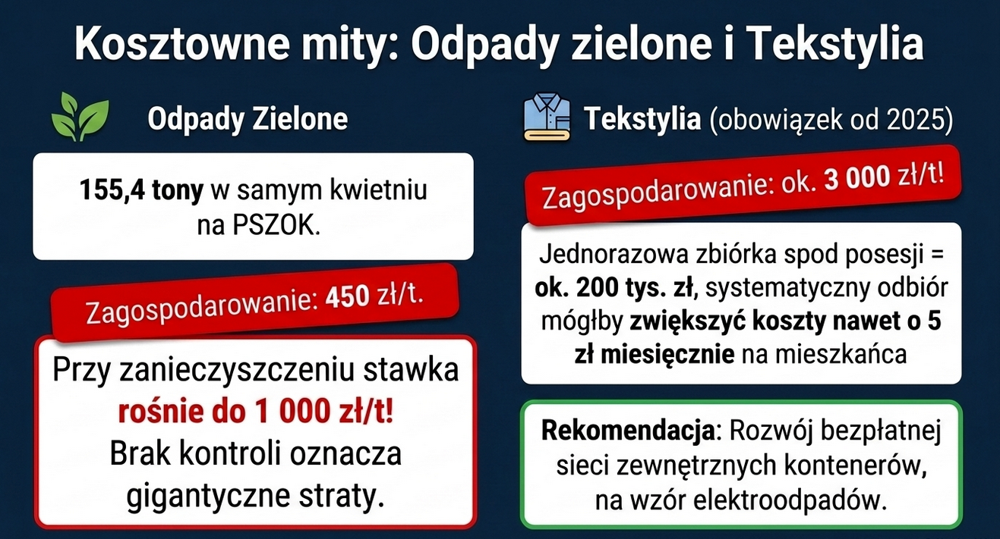 Kosztowne mity: Odpady zielone i Tekstylia
Odpady Zielone
155,4 tony w samym kwietniu
na PSZOK.
Zagospodarowanie: 450 zł/t.
Przy zanieczyszczeniu stawka
rośnie do 1 000 zł/t!
Brak kontroli oznacza
gigantyczne straty.
Tekstylia (obowiązek od 2025)
Zagospodarowanie: ok. 3 000 zł/t!
Jednorazowa zbiórka spod posesji =
ok. 200 tys. zł, systematyczny odbiór
mógłby zwiększyć koszty nawet o 5
zł miesięcznie na mieszkańca
Rekomendacja: Rozwój bezpłatnej
sieci zewnętrznych kontenerów,
na wzór elektroodpadów.